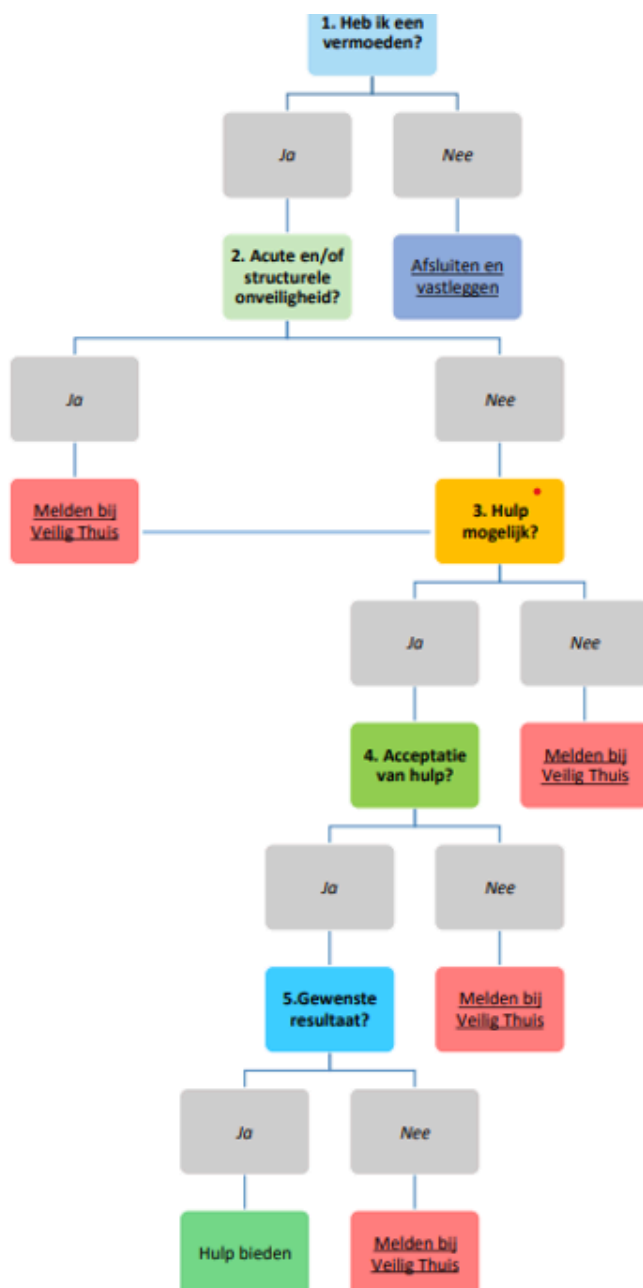 1. Heb ik een
vermoeden?
Ja
Nee
2. Acute en/of
structurele
onveiligheid?
Afsluiten en
vastleggen
Ja
Nee
Melden bij
Veilig Thuis
3. Hulp
mogelijk?
Ja
Nee
4. Acceptatie
van hulp?
Melden bij
Veilig Thuis
Ja
Nee
5.Gewenste
resultaat?
Melden bij
Veilig Thuis
Ja
Nee
Hulp bieden
Melden bij
Veilig Thuis